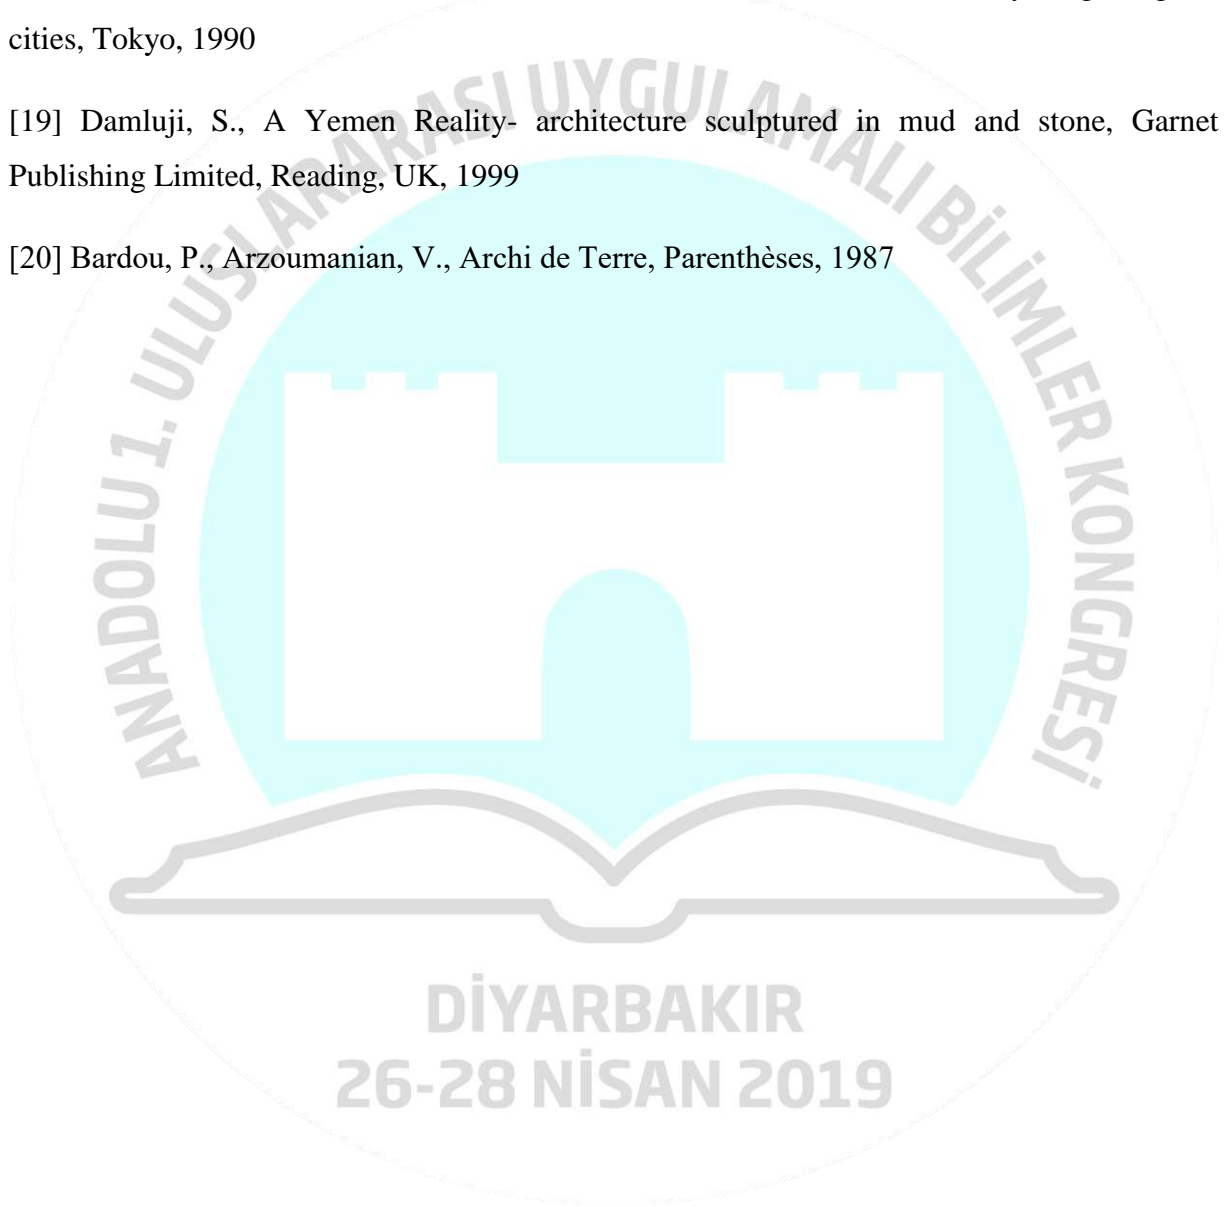 cities, Tokyo, 1990
[19] Damluji, S., A Yemen Reality- architecture sculptured in mud and stone, Garnet
Publishing Limited, Reading, UK, 1999
[20] Bardou, P., Arzoumanian, V., Archi de Terre, Parenthèses, 1987
ANADOLU 1. ULUSLARARASI UYGULAMALI BİLİMLER KONGRESİ
DİYARBAKIR
26-28 NİSAN 2019